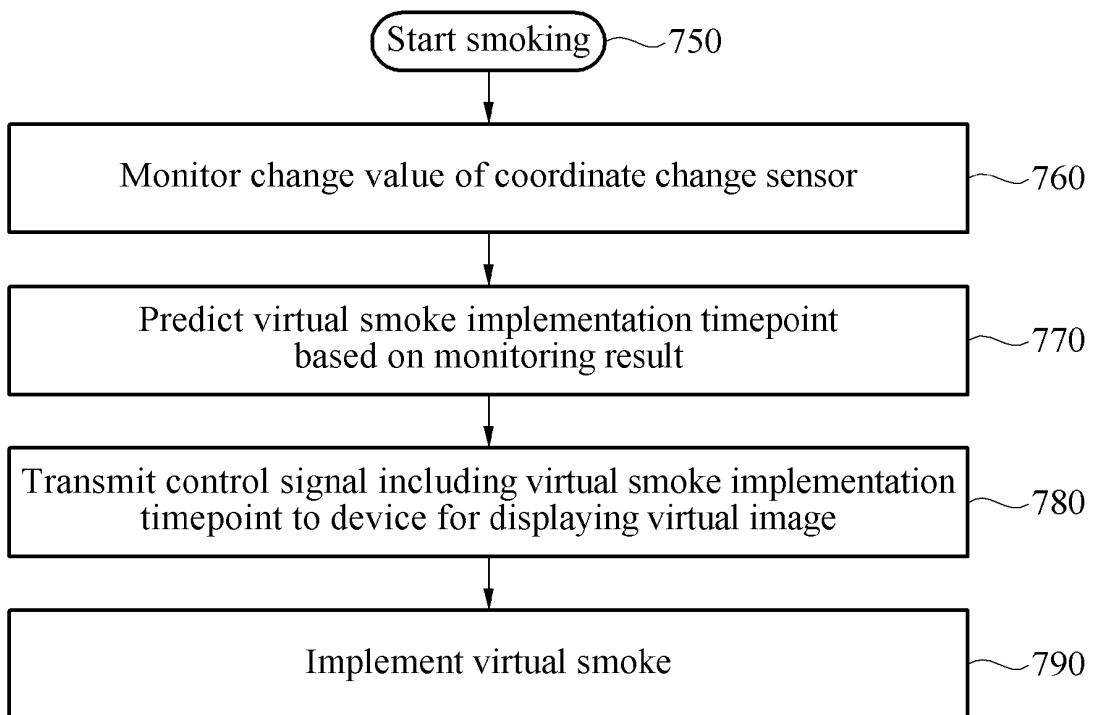 Start smoking
750
Monitor change value of coordinate change sensor
760
Predict virtual smoke implementation timepoint
based on monitoring result
770
Transmit control signal including virtual smoke implementation
timepoint to device for displaying virtual image
780
Implement virtual smoke
790